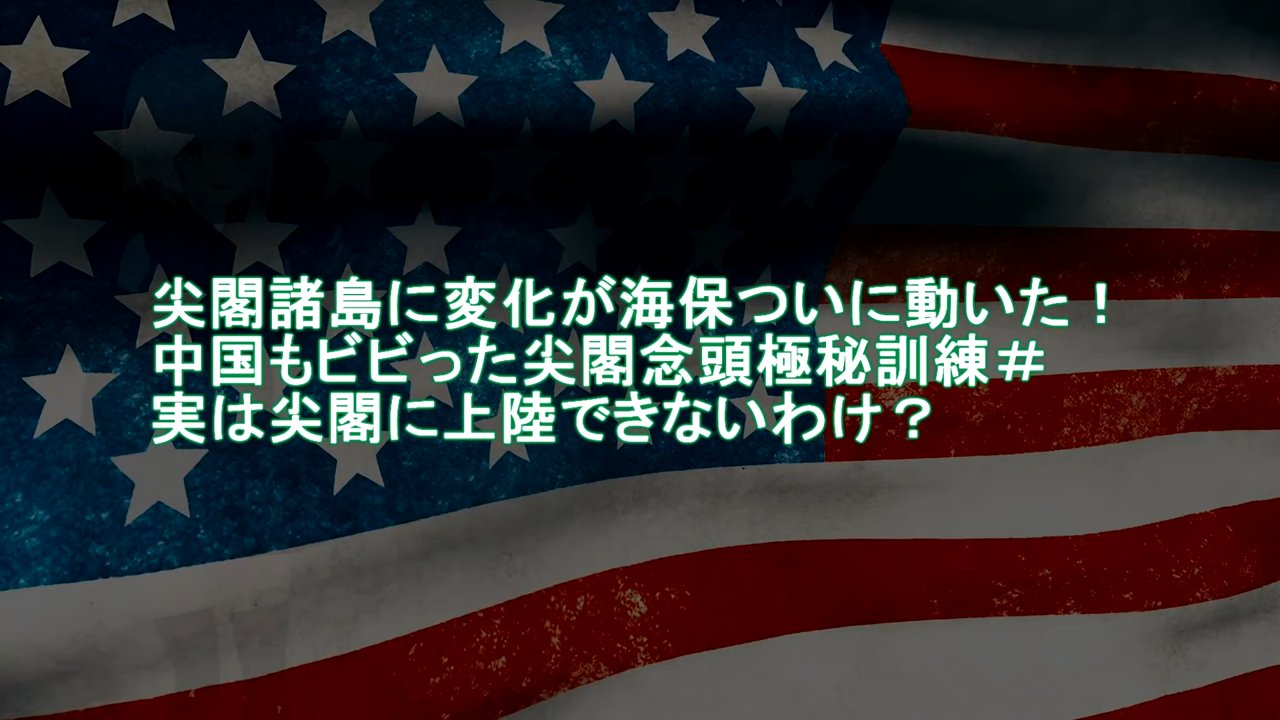 尖閣諸島に変化が海保ついに動いた！
中国もビビった尖閣念頭極秘訓練＃
実は尖閣に上陸できないわけ？